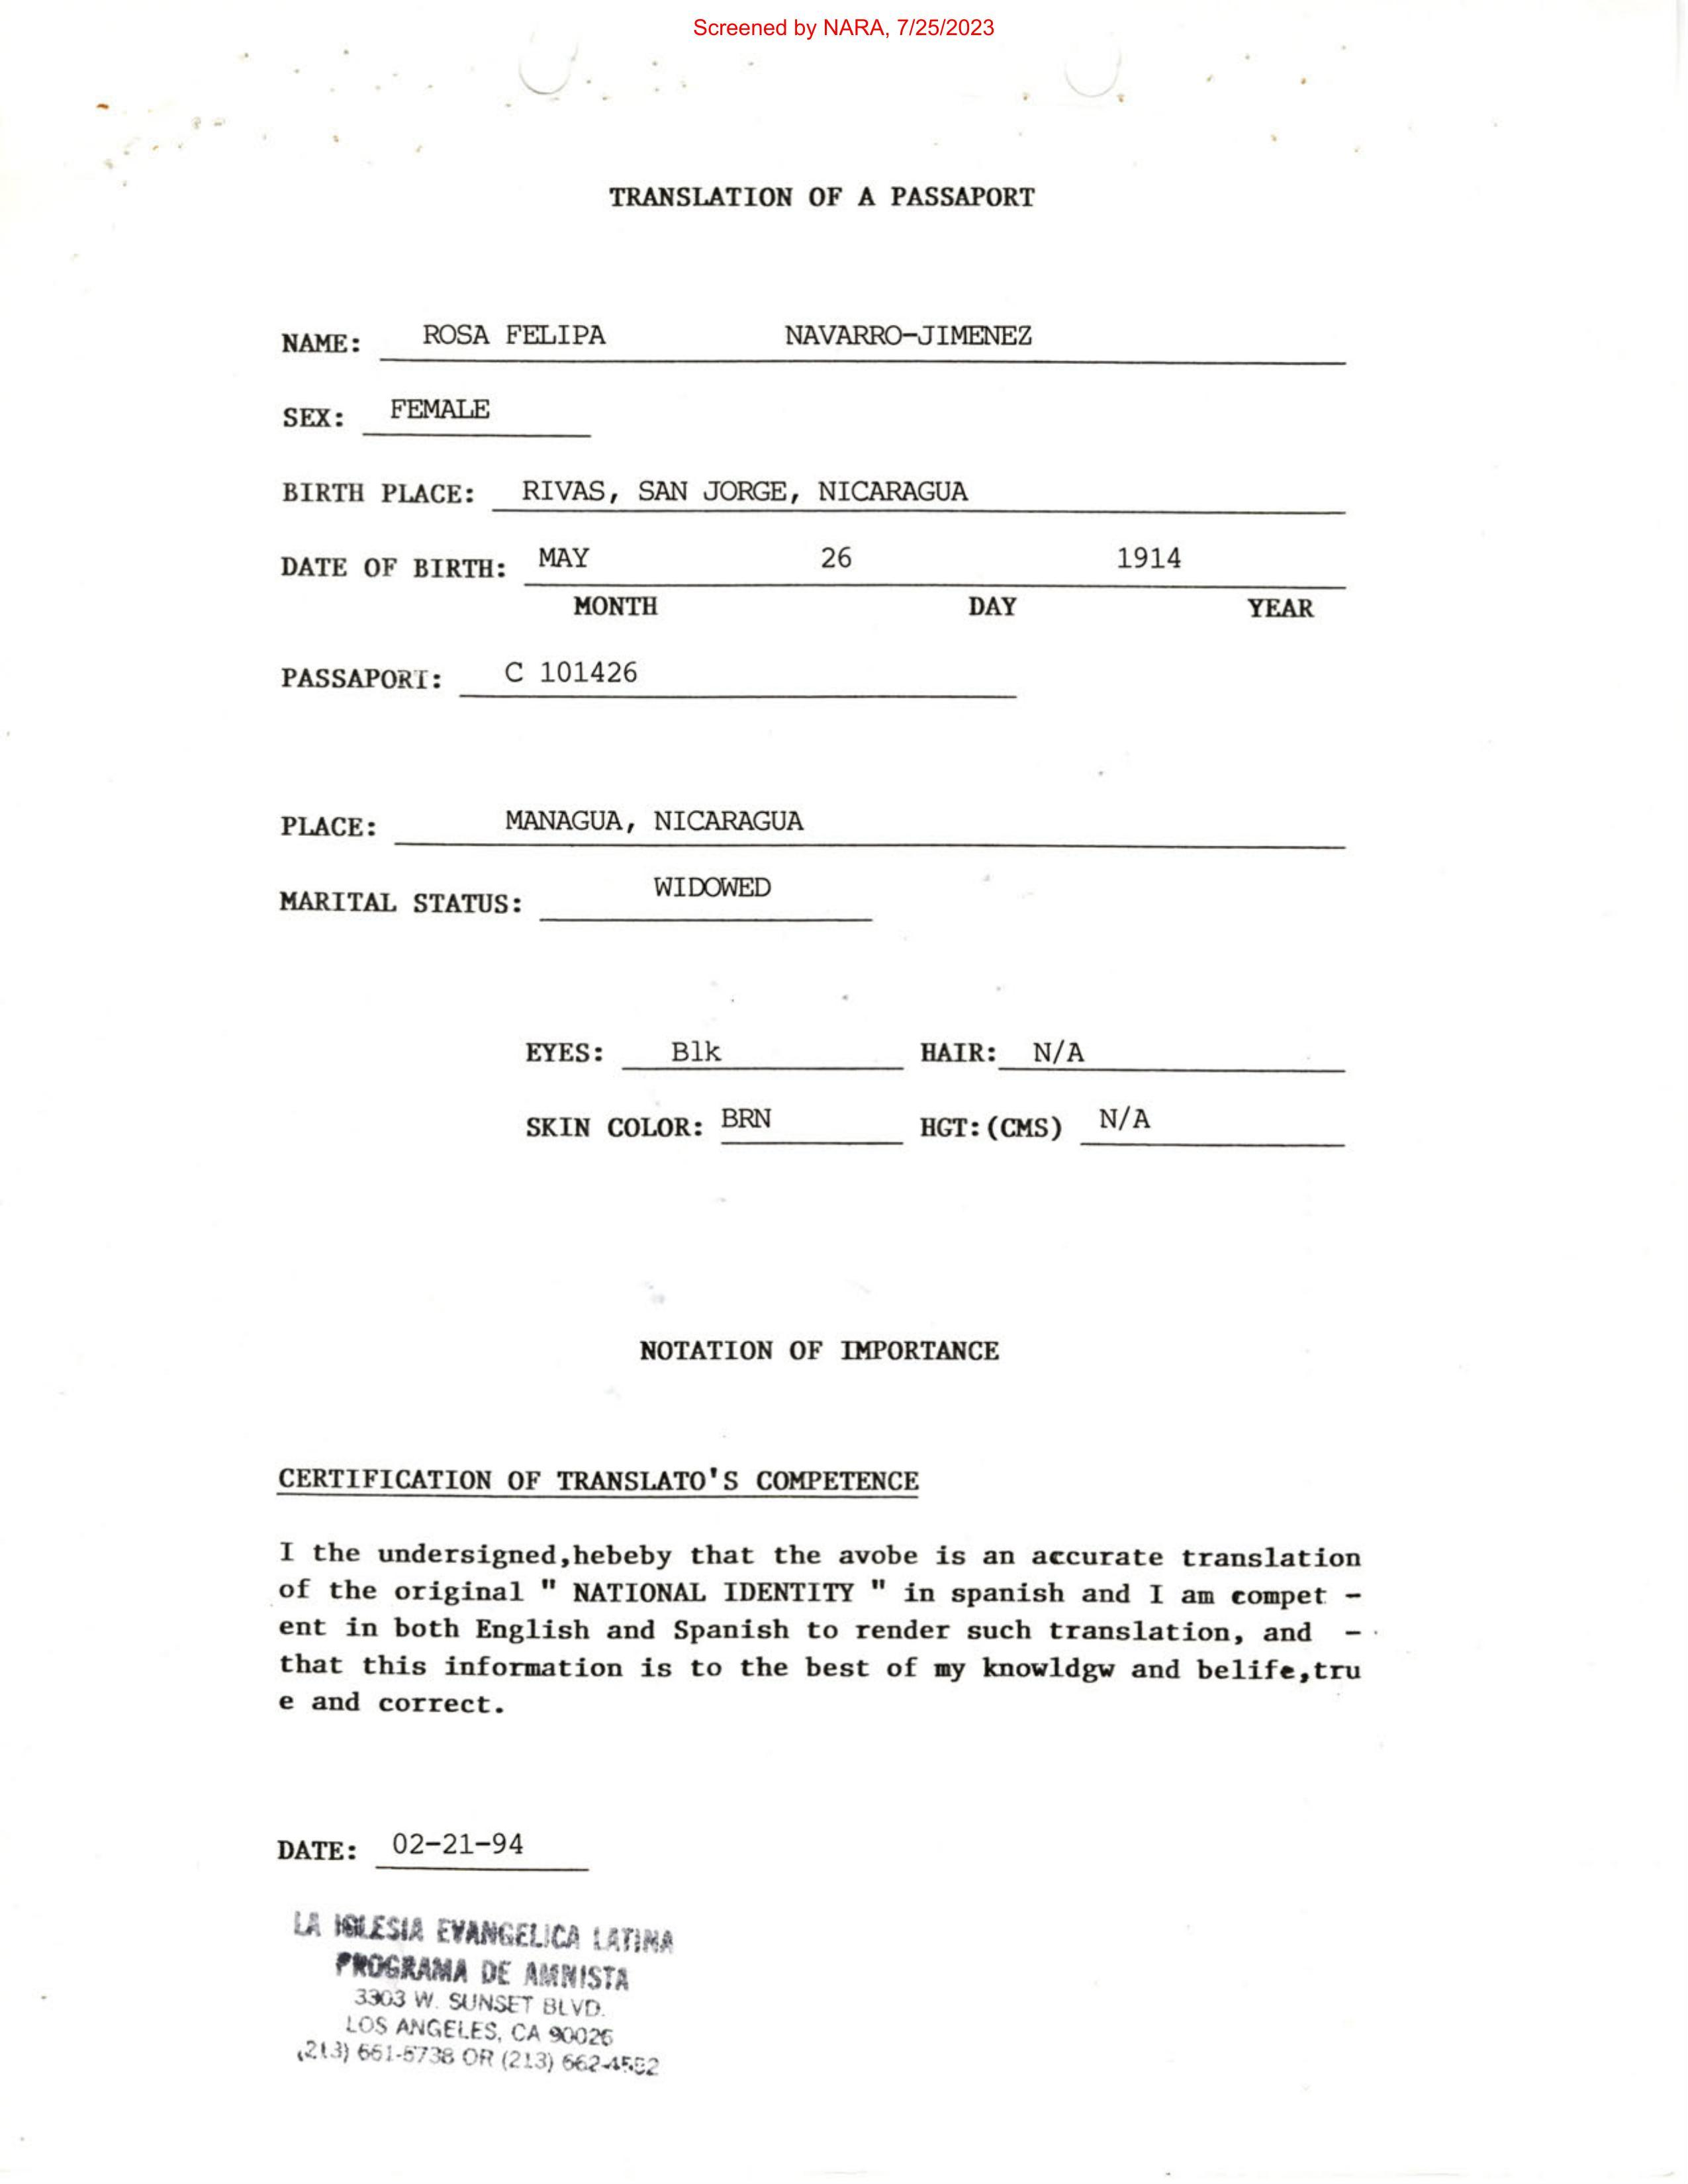 Screened by NARA, 7/25/2023
TRANSLATION OF A PASSAPORT
NAME: ROSA FELIPA NAVARRO-JIMENEZ
SEX: FEMALE
BIRTH PLACE: RIVAS, SAN JORGE, NICARAGUA
DATE OF BIRTH: MAY 26 1914
MONTH DAY YEAR
PASSAPORT: C 101426
PLACE: MANAGUA, NICARAGUA
MARITAL STATUS: WIDOWED
EYES: Blk HAIR: N/A
SKIN COLOR: BRN HGT:(CMS) N/A
NOTATION OF IMPORTANCE
CERTIFICATION OF TRANSLATO'S COMPETENCE
I the undersigned,hebeby that the avobe is an accurate translation
of the original " NATIONAL IDENTITY " in spanish and I am compet -
ent in both English and Spanish to render such translation, and -
that this information is to the best of my knowldgw and belife,tru
e and correct.
DATE: 02-21-94
LA IGLESIA EVANGELICA LATINA
PROGRAMA DE AMNISTA
3303 W. SUNSET BLVD.
LOS ANGELES, CA 90026
(213) OR (213)